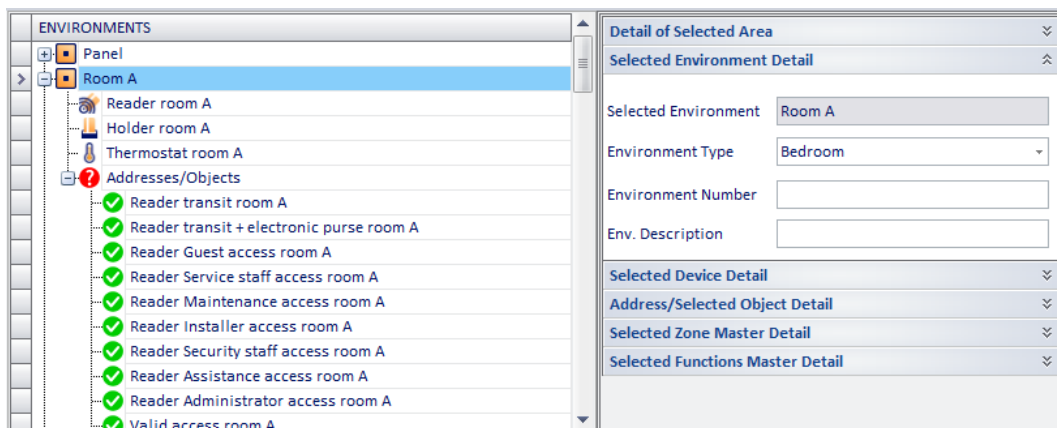 ENVIRONMENTS
Panel
Room A
Reader room A
Holder room A
Thermostat room A
Addresses/Objects
Reader transit room A
Reader transit + electronic purse room A
Reader Guest access room A
Reader Service staff access room A
Reader Maintenance access room A
Reader Installer access room A
Reader Security staff access room A
Reader Assistance access room A
Reader Administrator access room A
Valid access room A
Detail of Selected Area
Selected Environment Detail
Selected Environment Room A
Environment Type Bedroom
Environment Number
Env. Description
Selected Device Detail
Address/Selected Object Detail
Selected Zone Master Detail
Selected Functions Master Detail